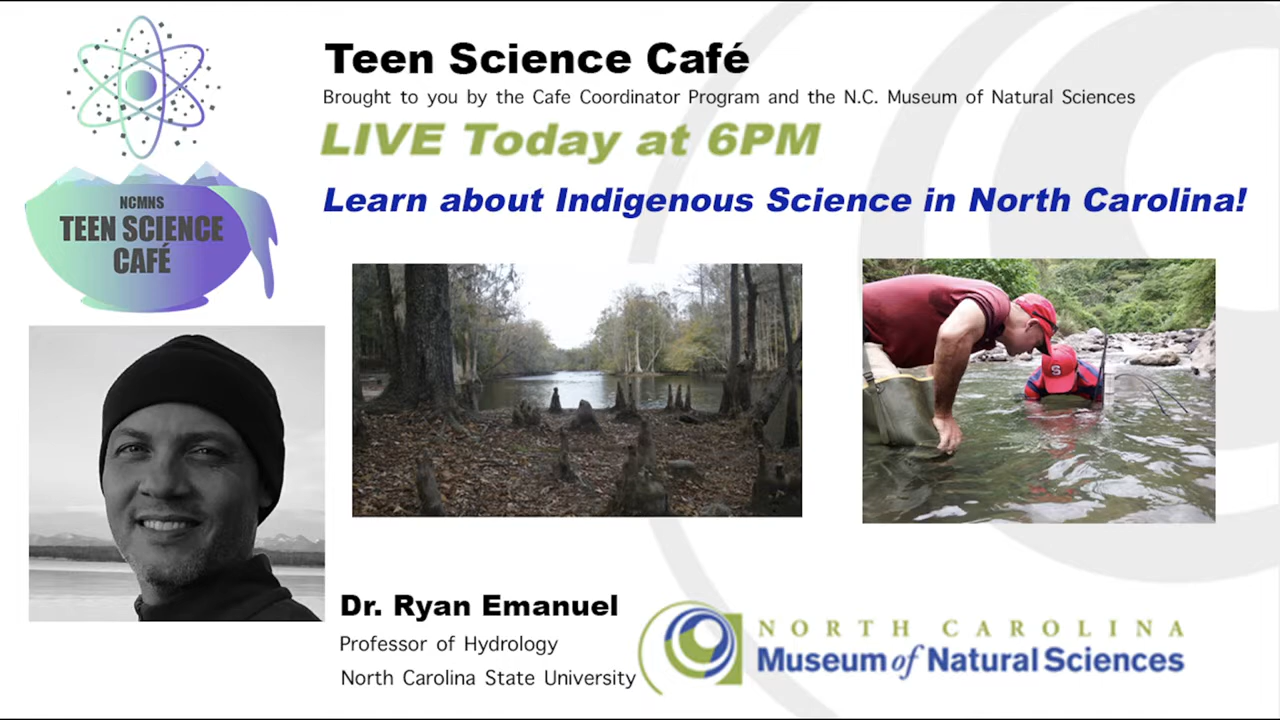 Teen Science Café
Brought to you by the Cafe Coordinator Program and the N.C. Museum of Natural Sciences
LIVE Today at 6PM
Learn about Indigenous Science in North Carolina!
NCMNS
TEEN SCIENCE
CAFÉ
S
Dr. Ryan Emanuel
Professor of Hydrology
North Carolina State University
NORTH CAROLINA
Museum of Natural Sciences